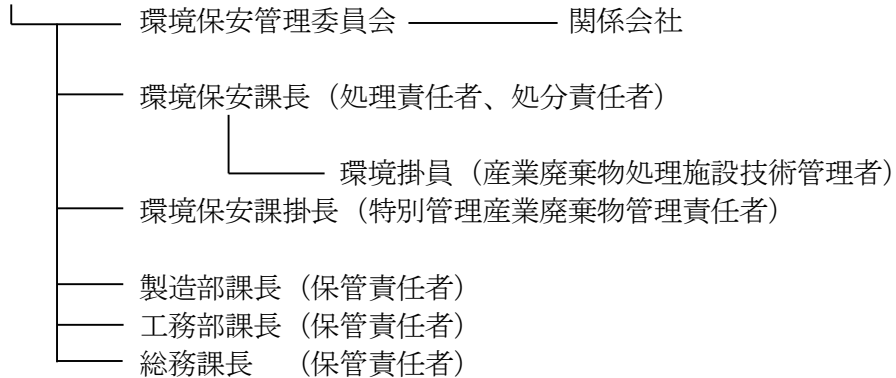 環境保安管理委員会 関係会社
環境保安課長（処理責任者、処分責任者）
環境掛員（産業廃棄物処理施設技術管理者）
環境保安課掛長（特別管理産業廃棄物管理責任者）
製造部課長（保管責任者）
工務部課長（保管責任者）
総務課長　（保管責任者）